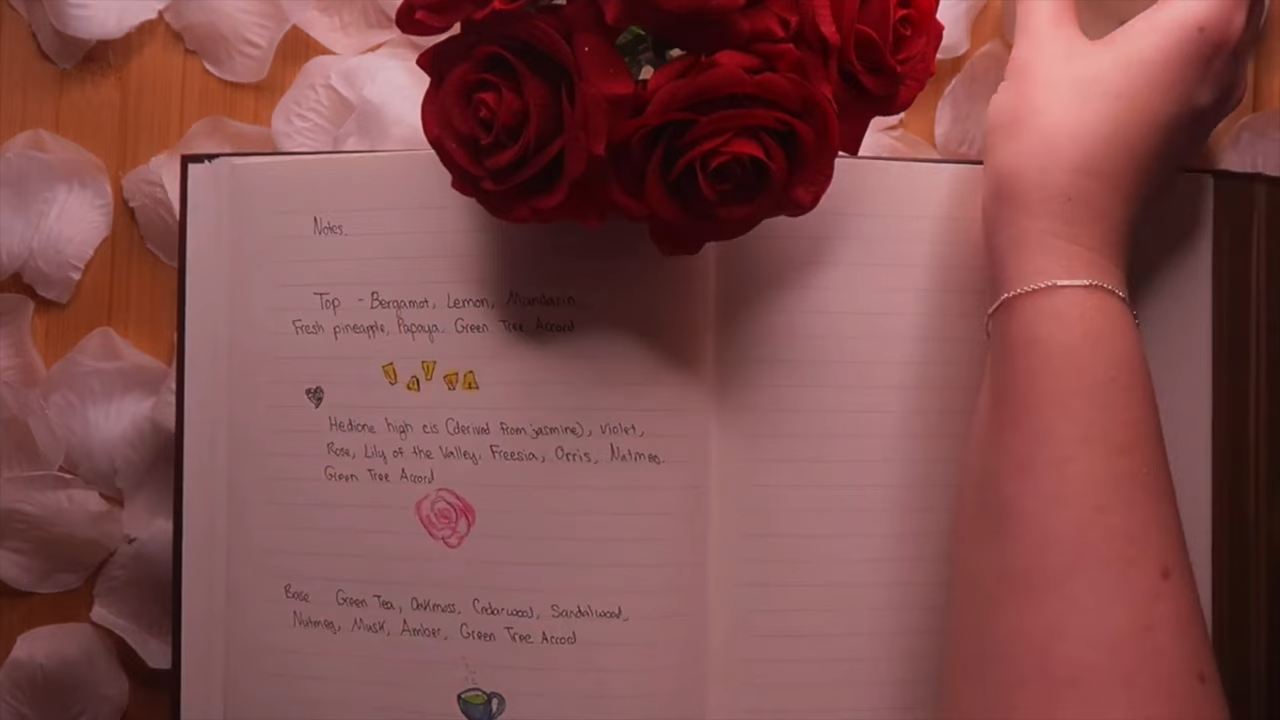 Notes.
Top - Bergamot, Lemon, Mandarin
Fresh pineapple, Papaya, Green Tree Accord
Hedione high cis (derived from jasmine), violet,
Rose, Lily of the Valley, Freesia, Orris, Nutmeg.
Green Tree Accord
Base Green Tea, Oakmoss, Cedarwood, Sandalwood,
Nutmeg, Musk, Amber, Green Tree Accord